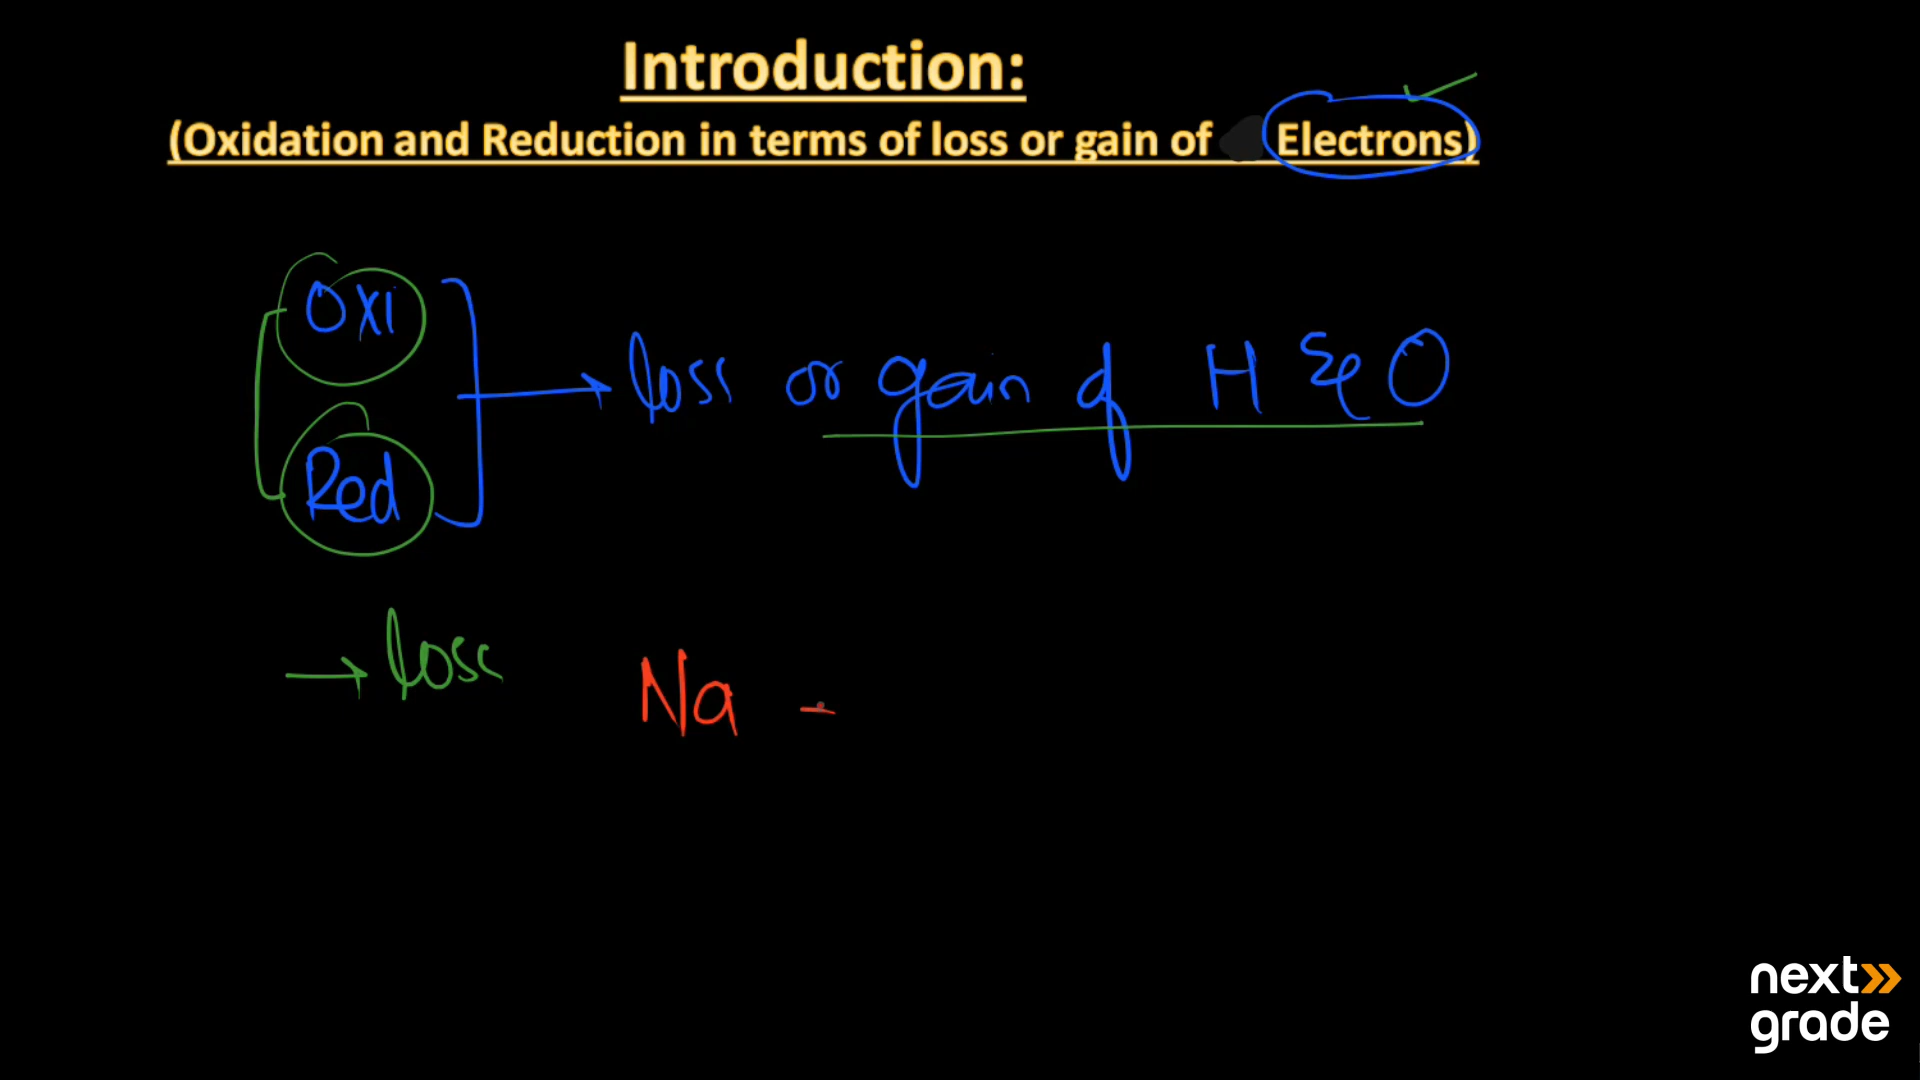 Introduction:
(Oxidation and Reduction in terms of loss or gain of Electrons)
Oxi
loss or gain of H & O
Red
→ loss
Na -
next
grade